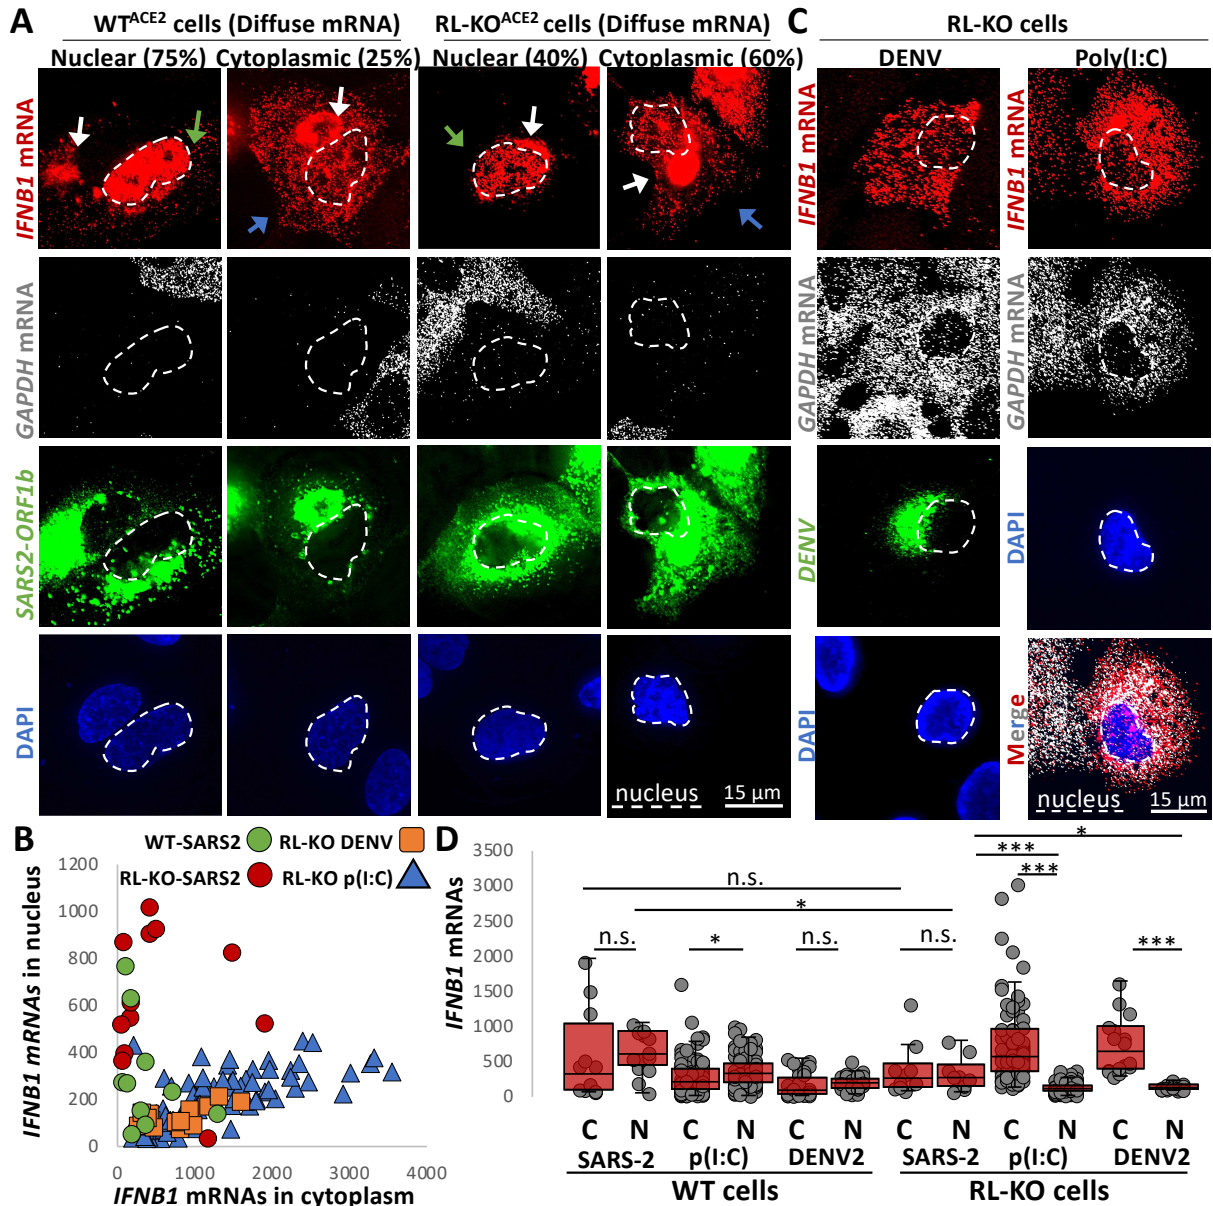 A
WT^ACE2 cells (Diffuse mRNA)
RL-KO^ACE2 cells (Diffuse mRNA)
C
RL-KO cells
Nuclear (75%)
Cytoplasmic (25%)
Nuclear (40%)
Cytoplasmic (60%)
DENV
Poly(I:C)
IFNB1 mRNA
IFNB1 mRNA
IFNB1 mRNA
GAPDH mRNA
GAPDH mRNA
GAPDH mRNA
SARS2-ORF1b
DENV
DAPI
DAPI
DAPI
Merge
nucleus
15 µm
nucleus
15 µm
B
WT-SARS2
RL-KO DENV
RL-KO-SARS2
RL-KO p(I:C)
IFNB1 mRNAs in nucleus
1200
1000
800
600
400
200
0
0
1000
2000
3000
4000
IFNB1 mRNAs in cytoplasm
D
IFNB1 mRNAs
3500
3000
2500
2000
1500
1000
500
0
*
***
***
n.s.
*
n.s.
*
n.s.
n.s.
***
C N C N C N C N C N C N
SARS-2 p(I:C) DENV2 SARS-2 p(I:C) DENV2
WT cells
RL-KO cells